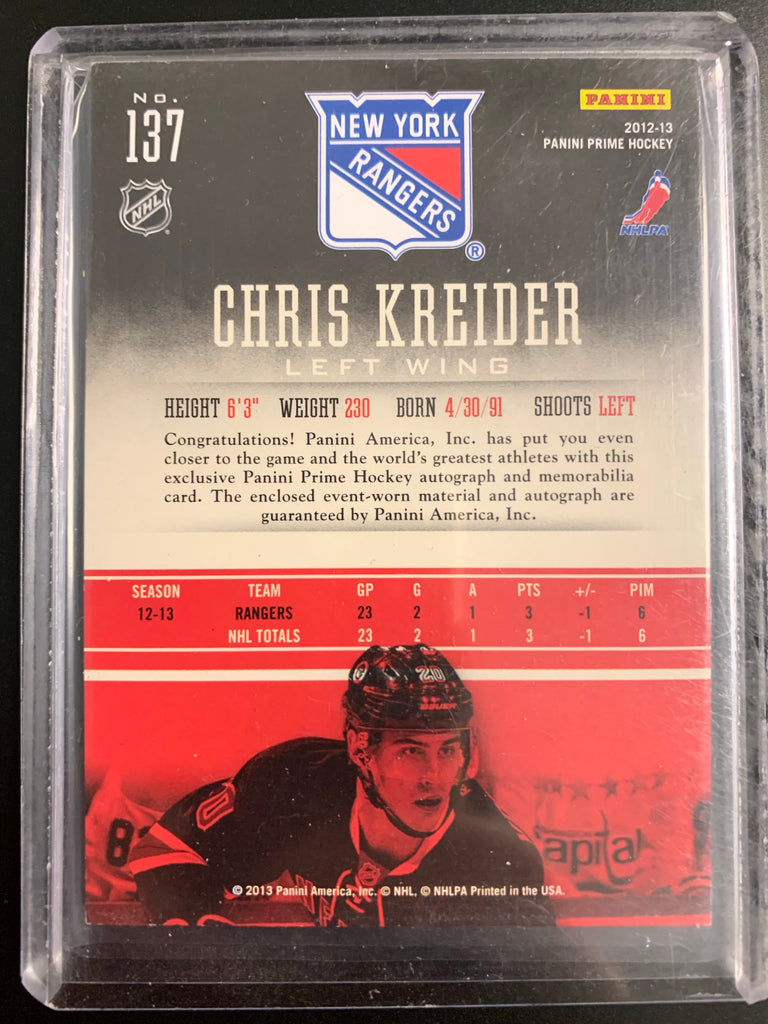 No.
137
NHL
NEW YORK
RANGERS
®
PANINI
2012-13
PANINI PRIME HOCKEY
NHLPA
CHRIS KREIDER
LEFT WING
HEIGHT 6'3" WEIGHT 230 BORN 4/30/91 SHOOTS LEFT
Congratulations! Panini America, Inc. has put you even
closer to the game and the world's greatest athletes with this
exclusive Panini Prime Hockey autograph and memorabilia
card. The enclosed event-worn material and autograph are
guaranteed by Panini America, Inc.
SEASON TEAM GP G A PTS +/- PIM
12-13 RANGERS 23 2 1 3 -1 6
NHL TOTALS 23 2 1 3 -1 6
20
BAUER
0
8
apital
© 2013 Panini America, Inc. © NHL, © NHLPA Printed in the USA.